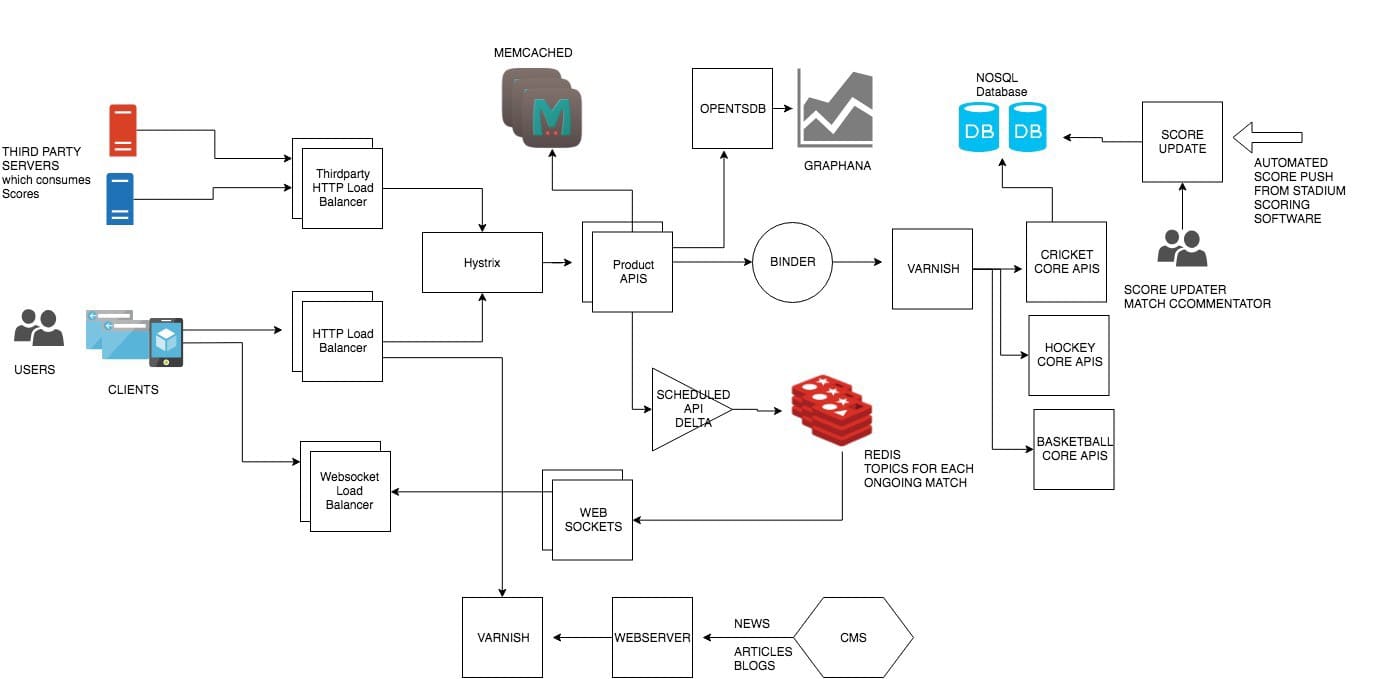 MEMCACHED
M
OPENTSDB
GRAPHANA
NOSQL
Database
DB
DB
SCORE
UPDATE
AUTOMATED
SCORE PUSH
FROM STADIUM
SCORING
SOFTWARE
THIRD PARTY
SERVERS
which consumes
Scores
Thirdparty
HTTP Load
Balancer
Hystrix
Product
APIS
BINDER
VARNISH
CRICKET
CORE APIS
SCORE UPDATER
MATCH CCOMMENTATOR
HOCKEY
CORE APIS
BASKETBALL
CORE APIS
USERS
CLIENTS
HTTP Load
Balancer
SCHEDULED
API
DELTA
REDIS
TOPICS FOR EACH
ONGOING MATCH
Websocket
Load
Balancer
WEB
SOCKETS
VARNISH
WEBSERVER
NEWS
ARTICLES
BLOGS
CMS